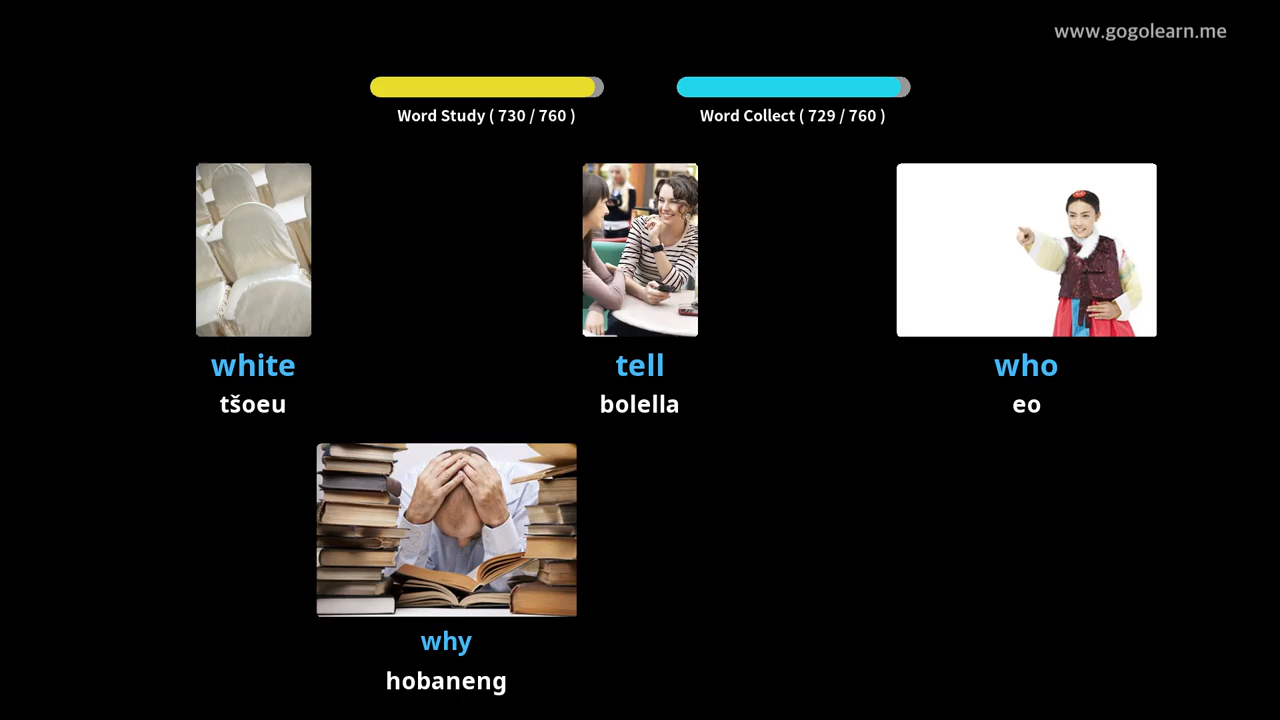 www.gogolearn.me
Word Study ( 730 / 760 )
Word Collect ( 729 / 760 )
white
tšoeu
tell
bolella
who
eo
why
hobaneng